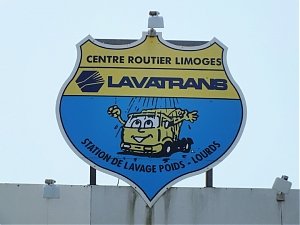 CENTRE ROUTIER LIMOGES
LAVATRANS
STATION DE LAVAGE POIDS - LOURDS